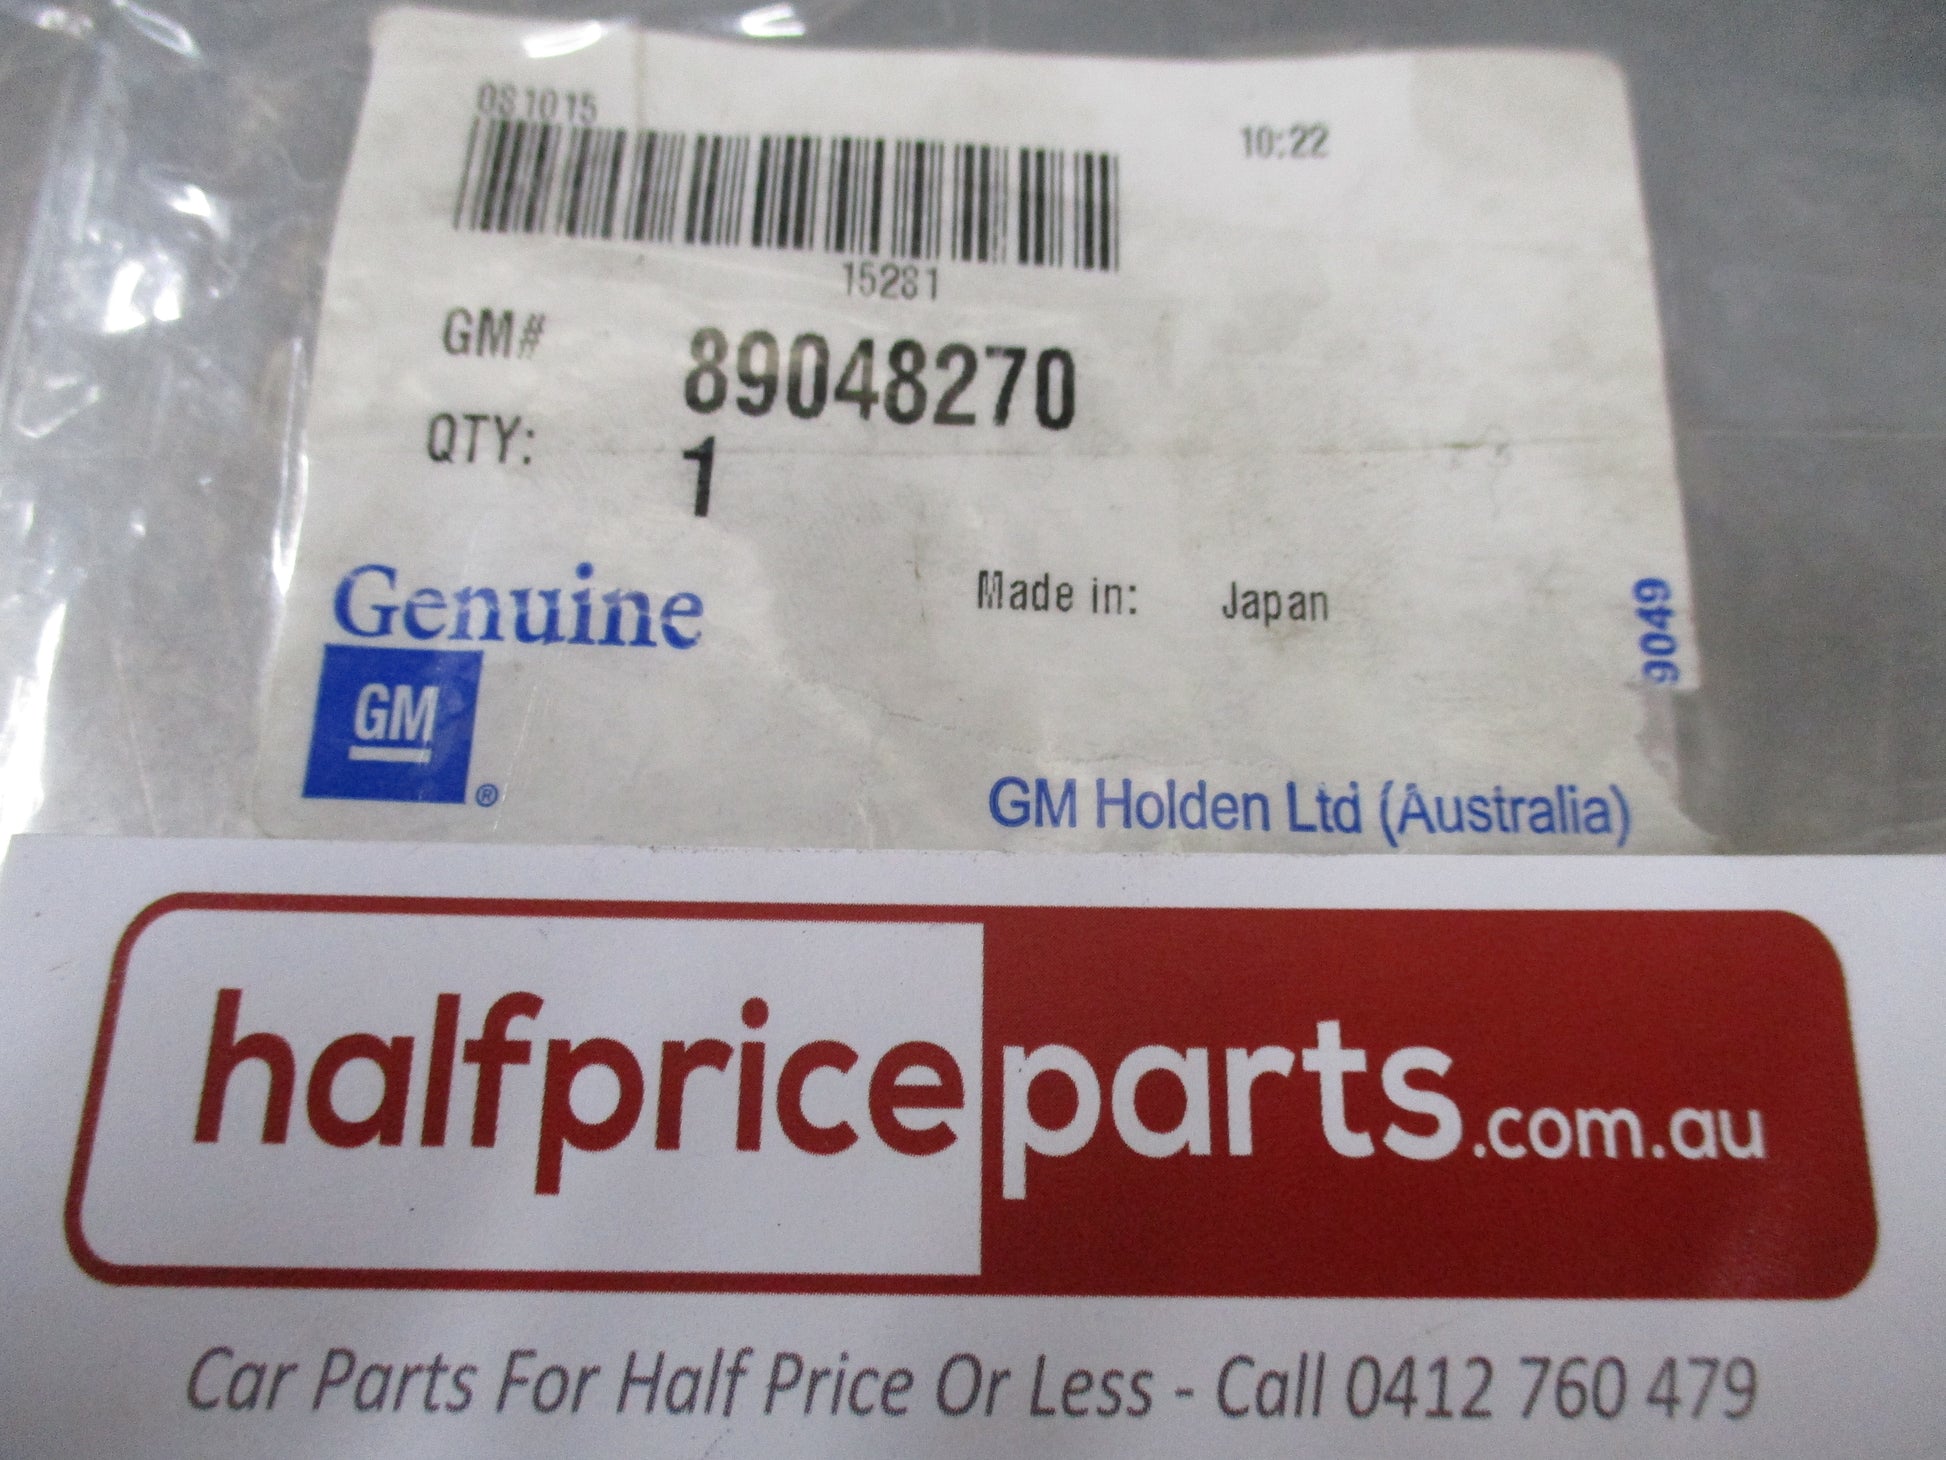 081015
10:22
15281
GM# 89048270
QTY: 1
Genuine
Made in: Japan
9049
GM ®
GM Holden Ltd (Australia)
halfpriceparts.com.au
Car Parts For Half Price Or Less - Call 0412 760 479